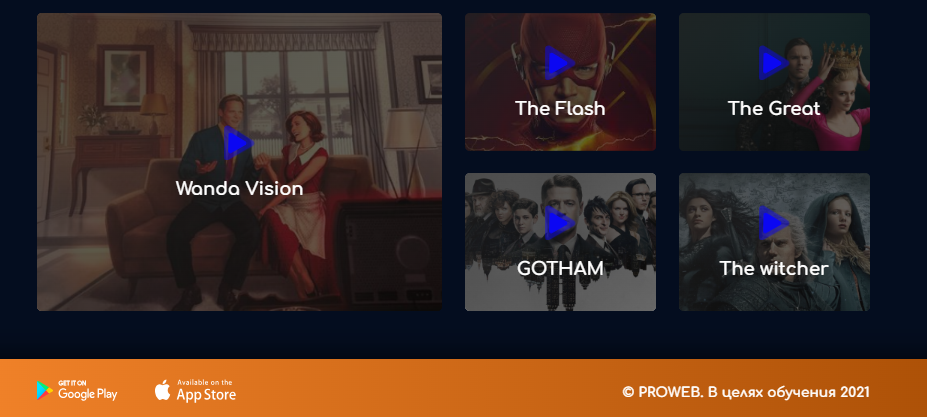 The Flash
The Great
Wanda Vision
GOTHAM
The witcher
GET IT ON
Google Play
Available on the
App Store
© PROWEB. В целях обучения 2021